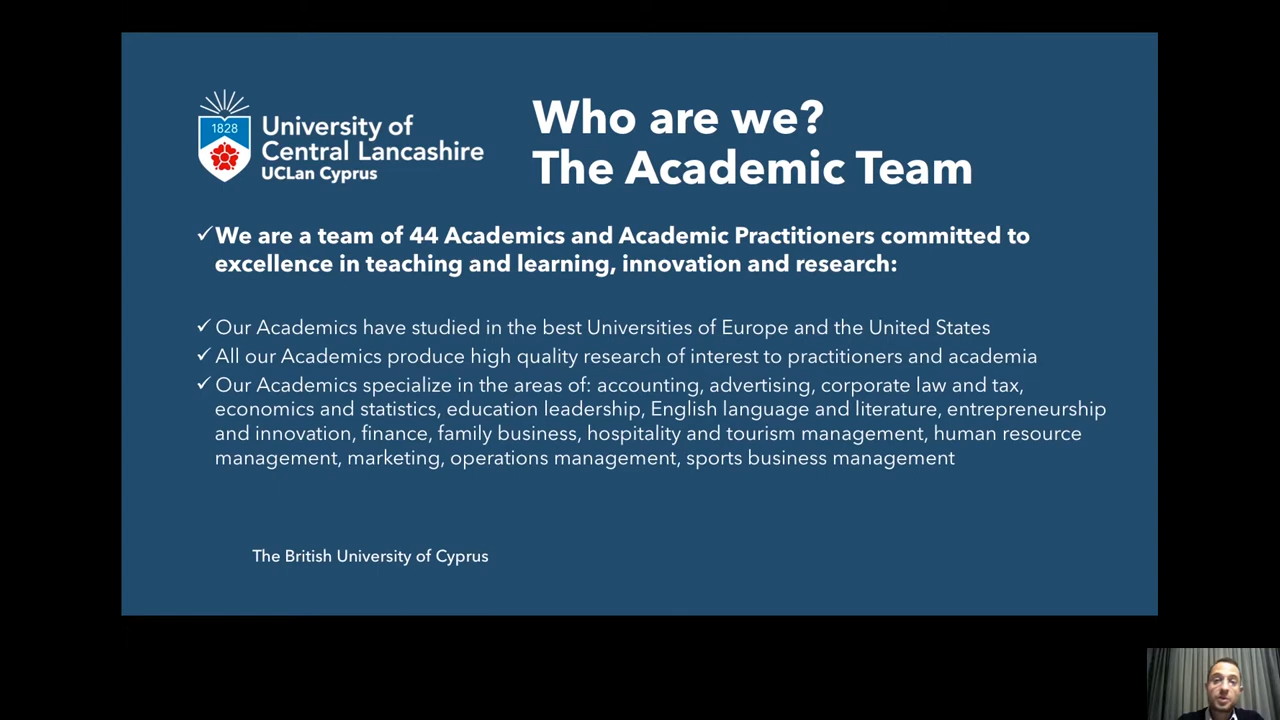 1828
University of
Central Lancashire
UCLan Cyprus
Who are we?
The Academic Team
✓We are a team of 44 Academics and Academic Practitioners committed to
excellence in teaching and learning, innovation and research:
✓Our Academics have studied in the best Universities of Europe and the United States
✓All our Academics produce high quality research of interest to practitioners and academia
✓Our Academics specialize in the areas of: accounting, advertising, corporate law and tax,
economics and statistics, education leadership, English language and literature, entrepreneurship
and innovation, finance, family business, hospitality and tourism management, human resource
management, marketing, operations management, sports business management
The British University of Cyprus